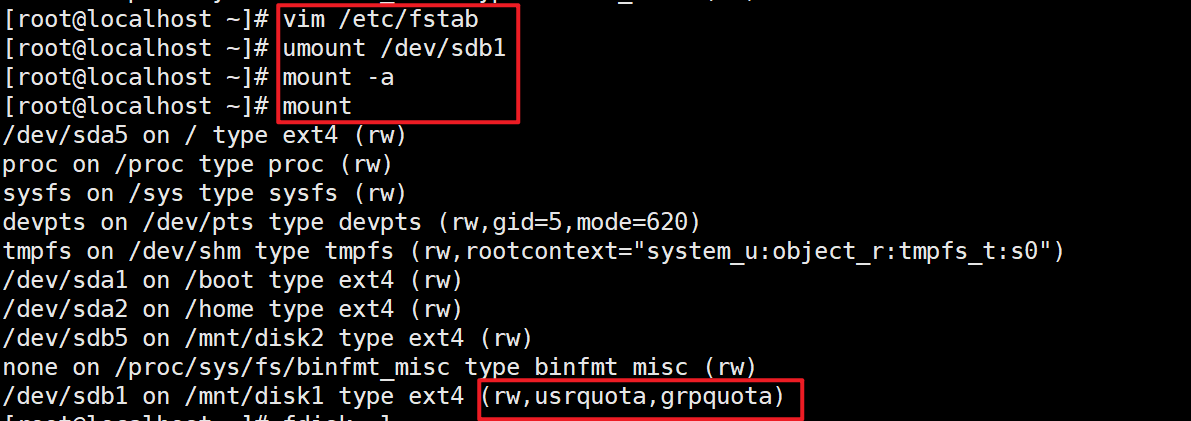 [root@localhost ~]# vim /etc/fstab
[root@localhost ~]# umount /dev/sdb1
[root@localhost ~]# mount -a
[root@localhost ~]# mount
/dev/sda5 on / type ext4 (rw)
proc on /proc type proc (rw)
sysfs on /sys type sysfs (rw)
devpts on /dev/pts type devpts (rw,gid=5,mode=620)
tmpfs on /dev/shm type tmpfs (rw,rootcontext="system_u:object_r:tmpfs_t:s0")
/dev/sda1 on /boot type ext4 (rw)
/dev/sda2 on /home type ext4 (rw)
/dev/sdb5 on /mnt/disk2 type ext4 (rw)
none on /proc/sys/fs/binfmt_misc type binfmt_misc (rw)
/dev/sdb1 on /mnt/disk1 type ext4 (rw,usrquota,grpquota)
[root@localhost ~]# fdisk -l